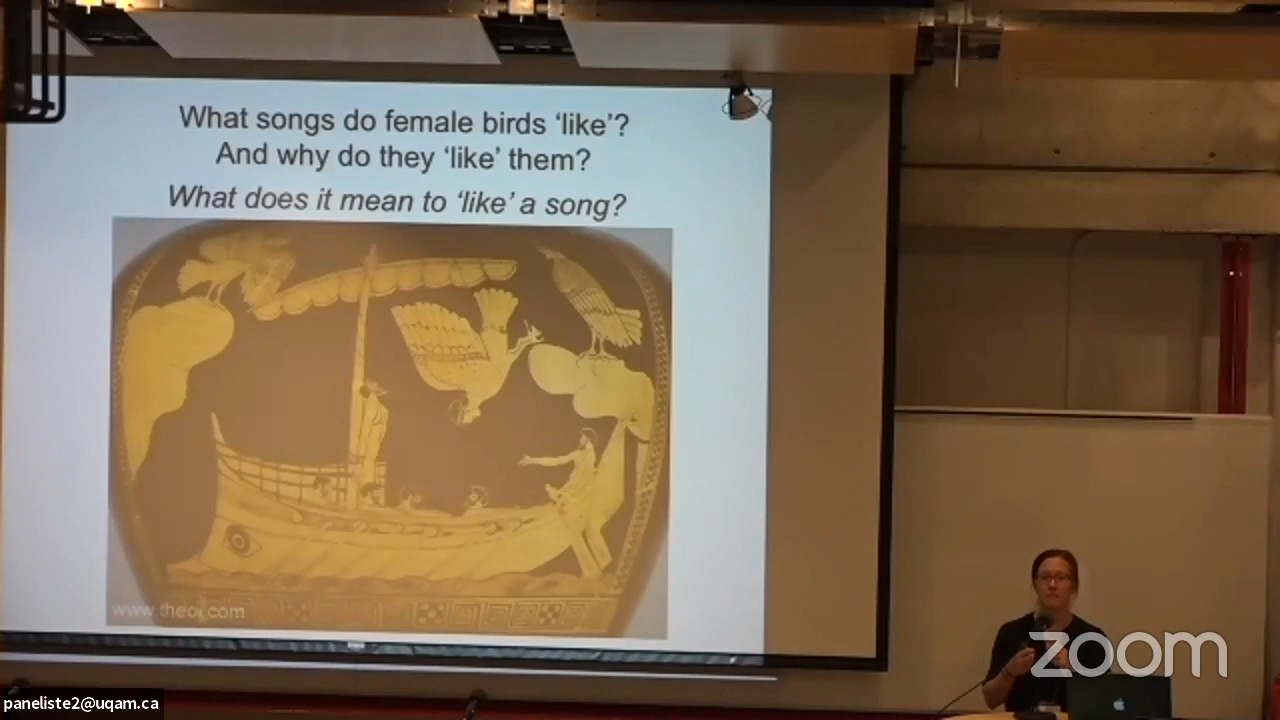 What songs do female birds ‘like’?
And why do they ‘like’ them?
What does it mean to ‘like’ a song?
www.theoi.com
zoom
paneliste2@uqam.ca